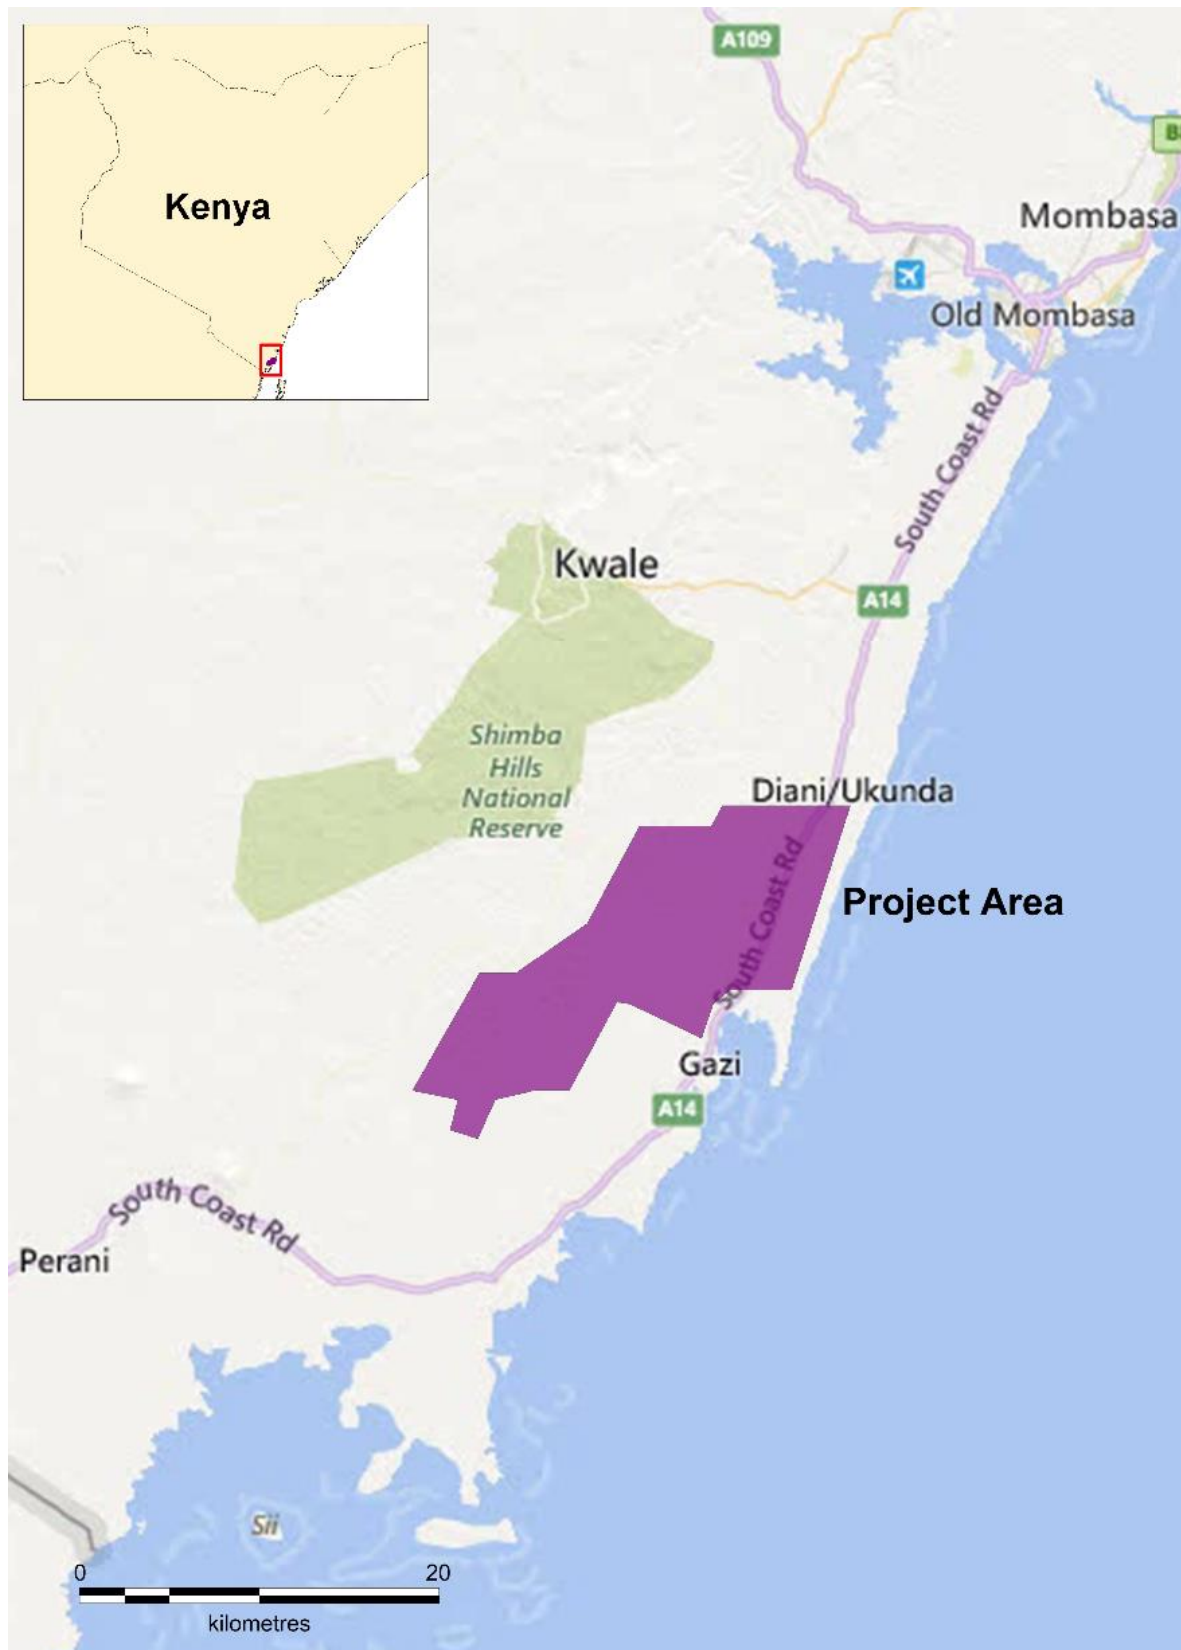 A109
Kenya
B
Mombasa
Old Mombasa
South Coast Rd
Kwale
A14
Shimba
Hills
National
Reserve
Diani/Ukunda
South Coast Rd
Project Area
Gazi
A14
South Coast Rd
Perani
Sii
0 20
kilometres